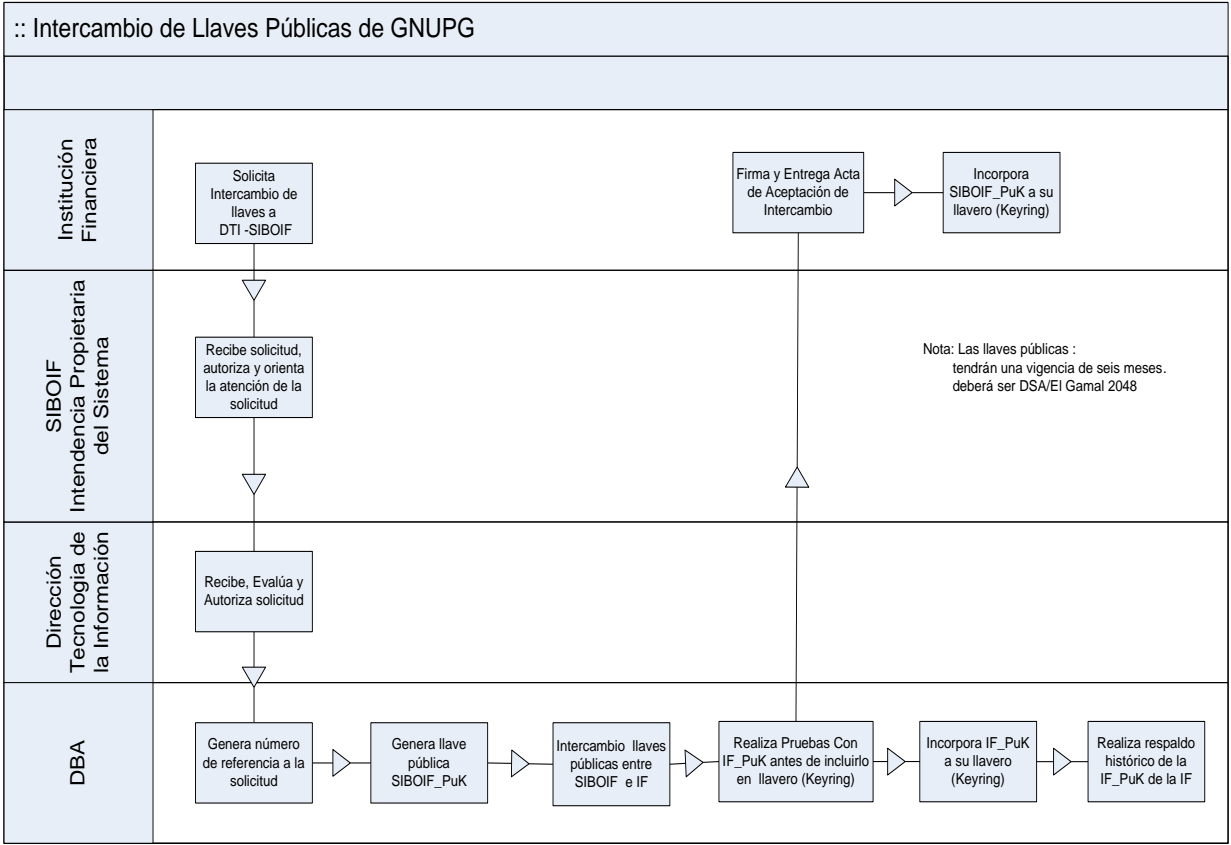 :: Intercambio de Llaves Públicas de GNUPG
Institución
Financiera
Solicita
Intercambio de
llaves a
DTI -SIBOIF
Firma y Entrega Acta
de Aceptación de
Intercambio
Incorpora
SIBOIF_PuK a su
llavero (Keyring)
SIBOIF
Intendencia Propietaria
del Sistema
Recibe solicitud,
autoriza y orienta
la atención de la
solicitud
Nota: Las llaves públicas :
tendrán una vigencia de seis meses.
deberá ser DSA/El Gamal 2048
Dirección
Tecnologia de
la Información
Recibe, Evalúa y
Autoriza solicitud
DBA
Genera número
de referencia a la
solicitud
Genera llave
pública
SIBOIF_PuK
Intercambio llaves
públicas entre
SIBOIF e IF
Realiza Pruebas Con
IF_PuK antes de incluirlo
en llavero (Keyring)
Incorpora IF_PuK
a su llavero
(Keyring)
Realiza respaldo
histórico de la
IF_PuK de la IF